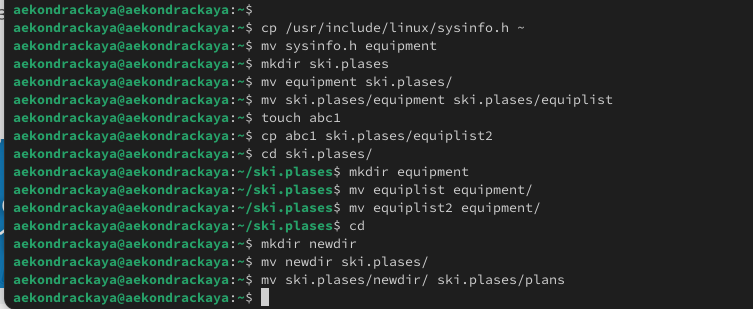 aekondrackaya@aekondrackaya:~$
aekondrackaya@aekondrackaya:~$ cp /usr/include/linux/sysinfo.h ~
aekondrackaya@aekondrackaya:~$ mv sysinfo.h equipment
aekondrackaya@aekondrackaya:~$ mkdir ski.plases
aekondrackaya@aekondrackaya:~$ mv equipment ski.plases/
aekondrackaya@aekondrackaya:~$ mv ski.plases/equipment ski.plases/equiplist
aekondrackaya@aekondrackaya:~$ touch abc1
aekondrackaya@aekondrackaya:~$ cp abc1 ski.plases/equiplist2
aekondrackaya@aekondrackaya:~$ cd ski.plases/
aekondrackaya@aekondrackaya:~/ski.plases$ mkdir equipment
aekondrackaya@aekondrackaya:~/ski.plases$ mv equiplist equipment/
aekondrackaya@aekondrackaya:~/ski.plases$ mv equiplist2 equipment/
aekondrackaya@aekondrackaya:~/ski.plases$ cd
aekondrackaya@aekondrackaya:~$ mkdir newdir
aekondrackaya@aekondrackaya:~$ mv newdir ski.plases/
aekondrackaya@aekondrackaya:~$ mv ski.plases/newdir/ ski.plases/plans
aekondrackaya@aekondrackaya:~$